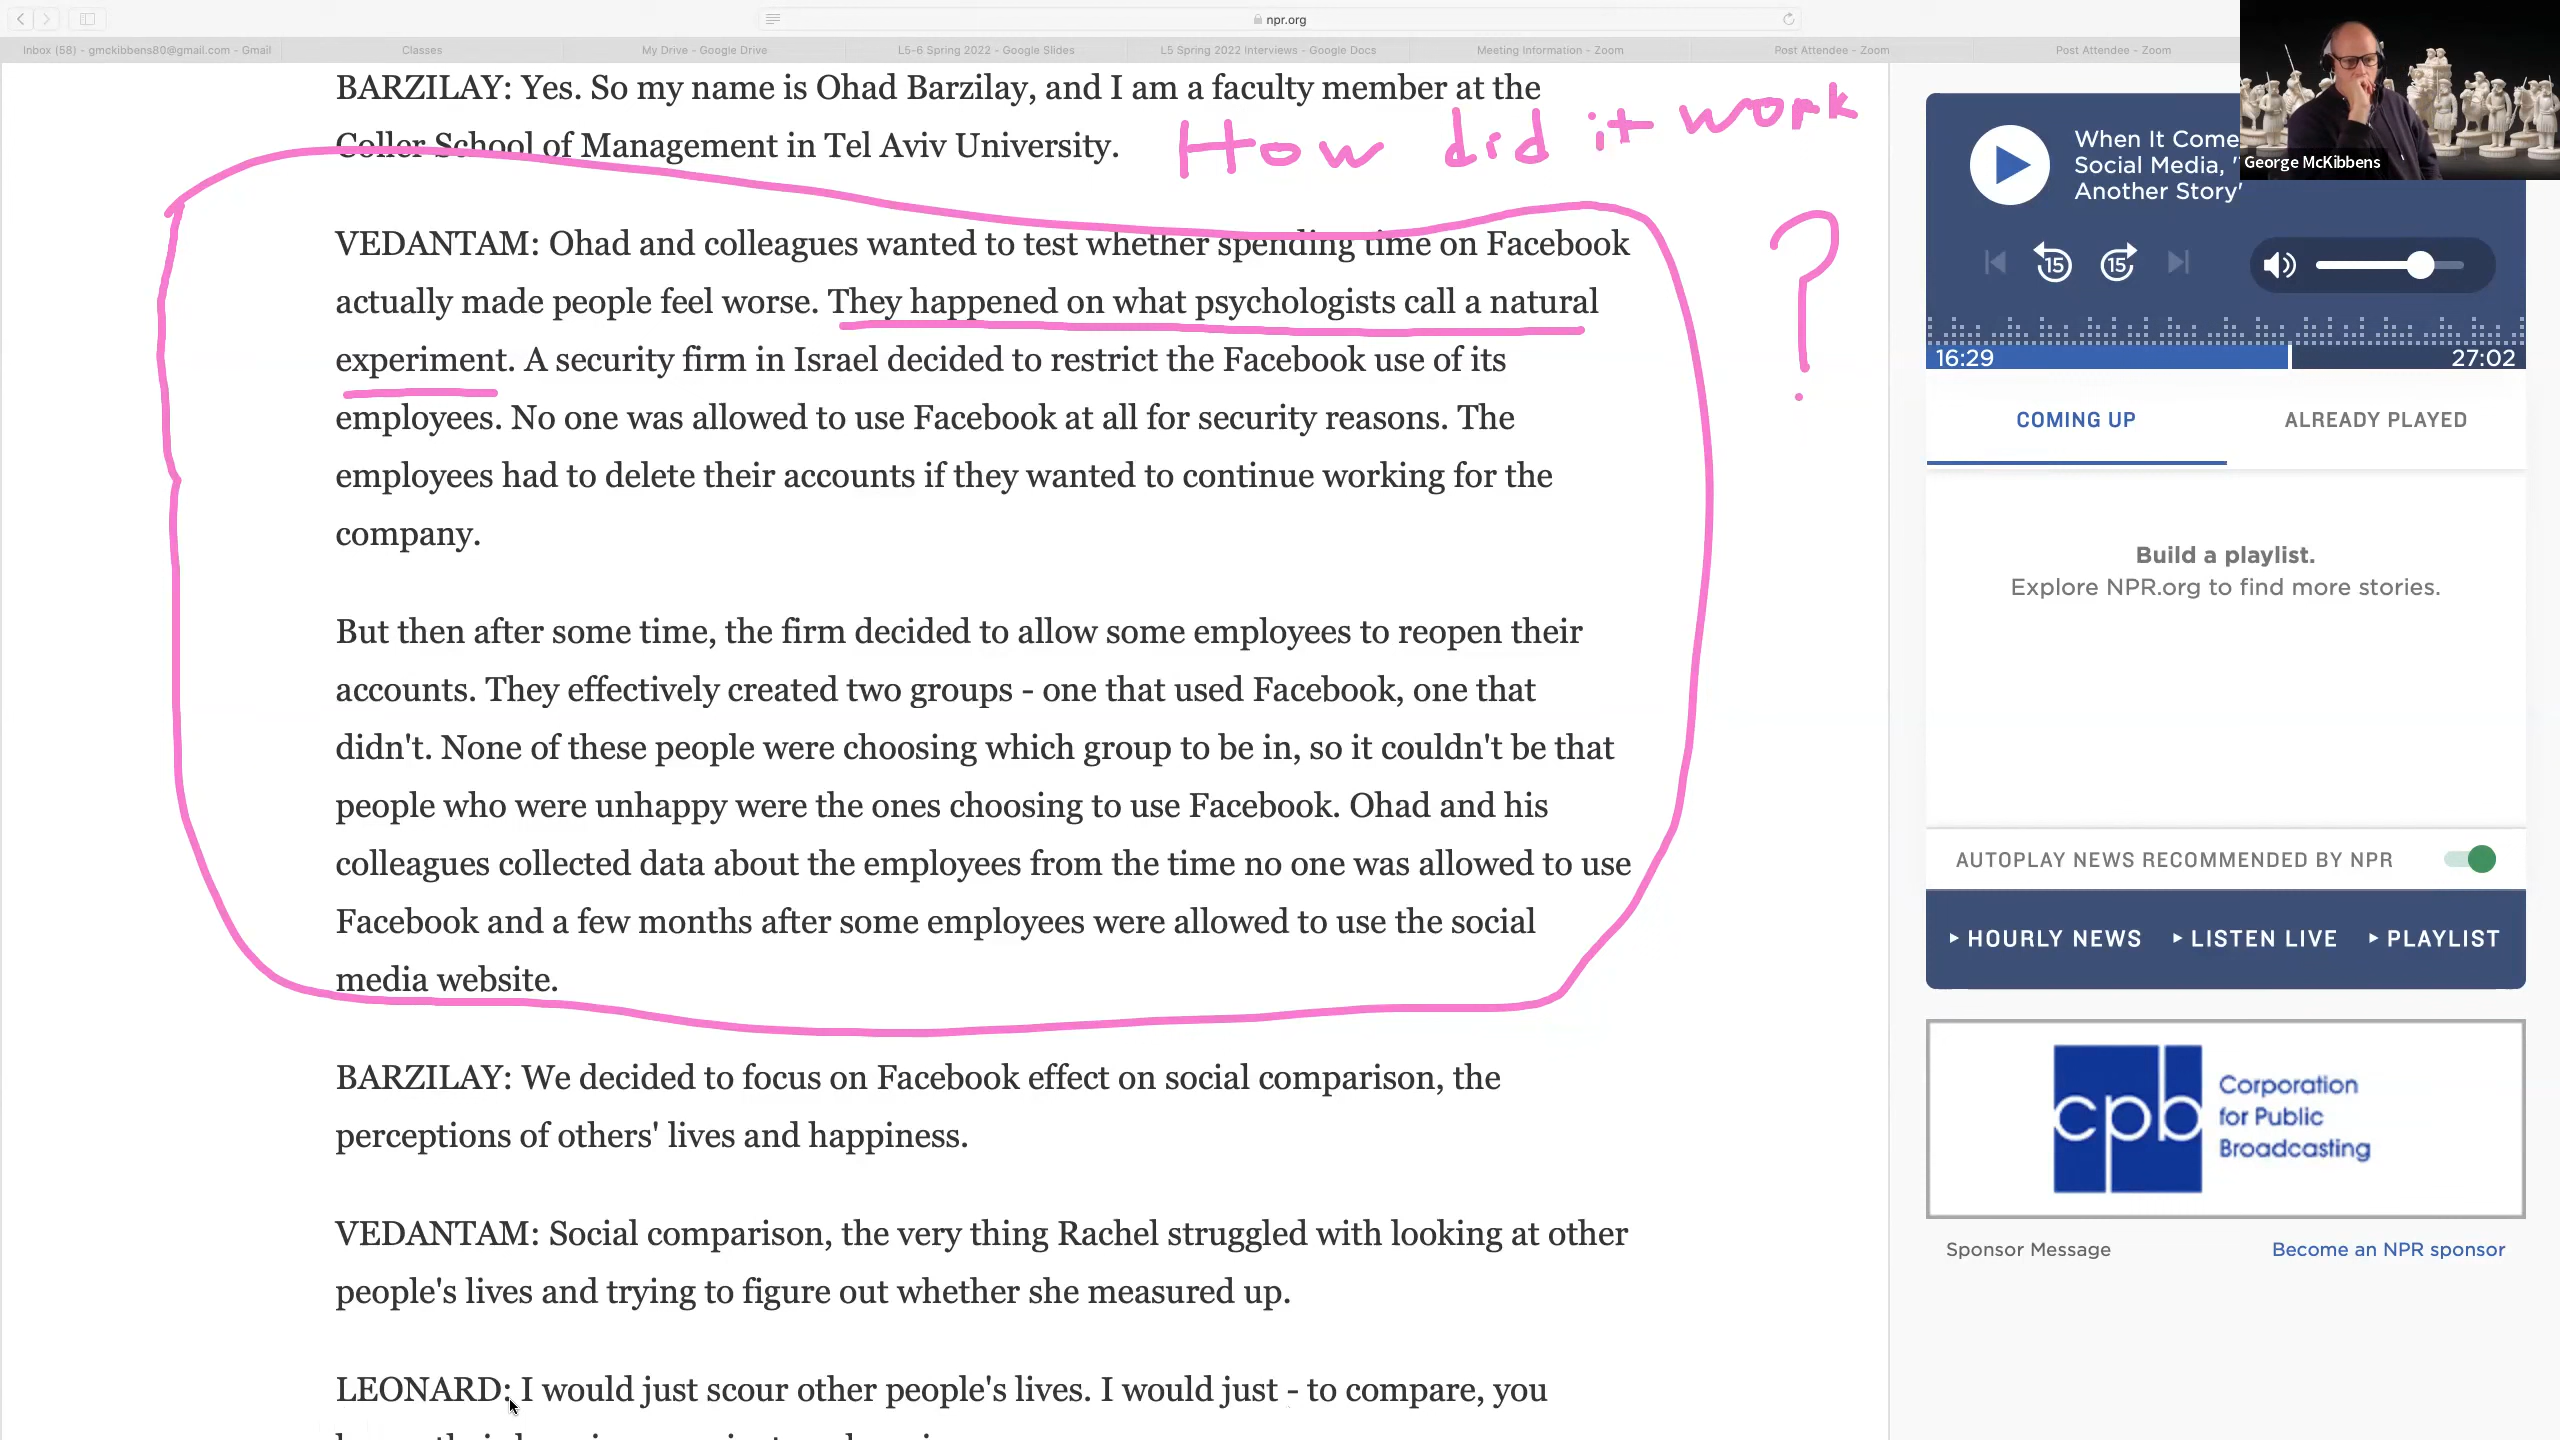 npr.org
Inbox (58) - gmckibbens80@gmail.com - Gmail
Classes
My Drive - Google Drive
L5-6 Spring 2022 - Google Slides
L5 Spring 2022 Interviews - Google Docs
Meeting Information - Zoom
Post Attendee - Zoom
Post Attendee - Zoom
BARZILAY: Yes. So my name is Ohad Barzilay, and I am a faculty member at the
Coller School of Management in Tel Aviv University.
How did it work
?
VEDANTAM: Ohad and colleagues wanted to test whether spending time on Facebook
actually made people feel worse. They happened on what psychologists call a natural
experiment. A security firm in Israel decided to restrict the Facebook use of its
employees. No one was allowed to use Facebook at all for security reasons. The
employees had to delete their accounts if they wanted to continue working for the
company.
But then after some time, the firm decided to allow some employees to reopen their
accounts. They effectively created two groups - one that used Facebook, one that
didn't. None of these people were choosing which group to be in, so it couldn't be that
people who were unhappy were the ones choosing to use Facebook. Ohad and his
colleagues collected data about the employees from the time no one was allowed to use
Facebook and a few months after some employees were allowed to use the social
media website.
BARZILAY: We decided to focus on Facebook effect on social comparison, the
perceptions of others' lives and happiness.
VEDANTAM: Social comparison, the very thing Rachel struggled with looking at other
people's lives and trying to figure out whether she measured up.
LEONARD: I would just scour other people's lives. I would just - to compare, you
When It Come
Social Media, '
Another Story'
George McKibbens
15
15
16:29
27:02
COMING UP
ALREADY PLAYED
Build a playlist.
Explore NPR.org to find more stories.
AUTOPLAY NEWS RECOMMENDED BY NPR
HOURLY NEWS
LISTEN LIVE
PLAYLIST
cpb
Corporation
for Public
Broadcasting
Sponsor Message
Become an NPR sponsor